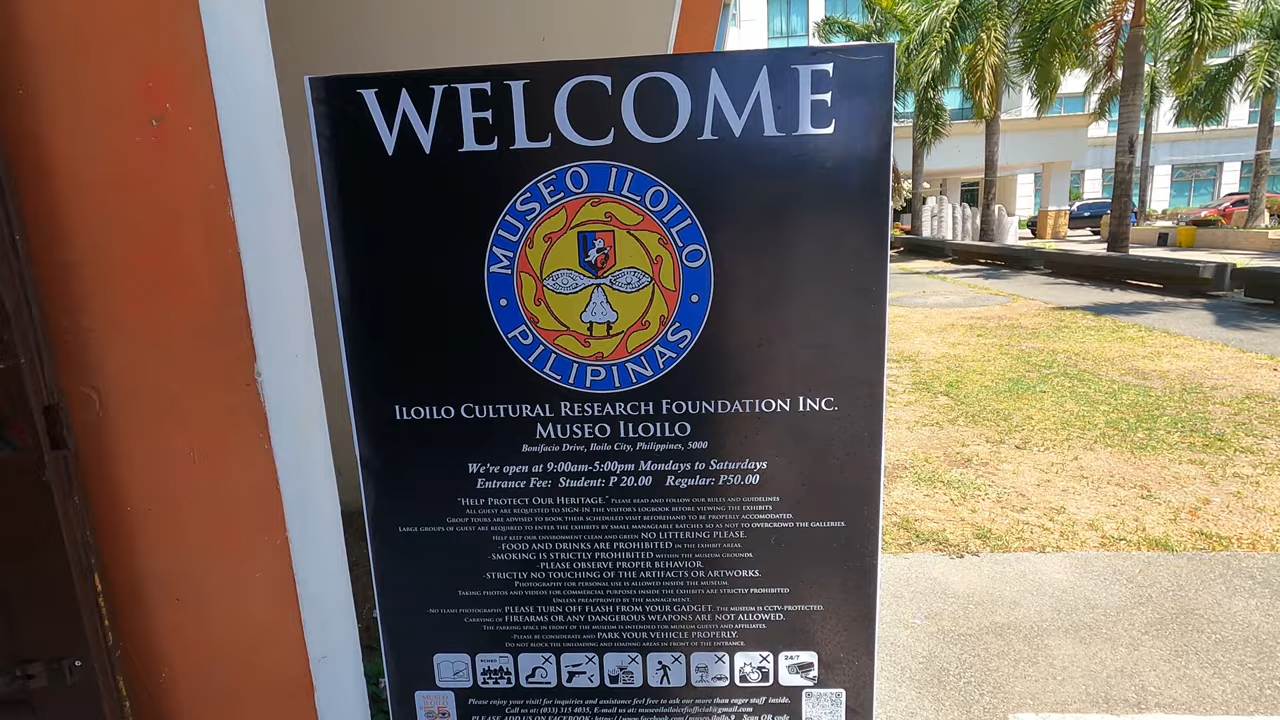 WELCOME
MUSEO ILOILO
PILIPINAS
ILOILO CULTURAL RESEARCH FOUNDATION INC.
MUSEO ILOILO
Bonifacio Drive, Iloilo City, Philippines, 5000
We're open at 9:00am-5:00pm Mondays to Saturdays
Entrance Fee: Student: P 20.00 Regular: P50.00
"HELP PROTECT OUR HERITAGE." PLEASE READ AND FOLLOW OUR RULES AND GUIDELINES
ALL GUEST ARE REQUESTED TO SIGN-IN THE VISITOR'S LOGBOOK BEFORE VIEWING THE EXHIBITS
GROUP TOURS ARE ADVISED TO BOOK THEIR SCHEDULED VISIT BEFOREHAND TO BE PROPERLY ACCOMODATED.
LARGE GROUPS OF GUEST ARE REQUIRED TO ENTER THE EXHIBITS BY SMALL MANAGEABLE BATCHES SO AS NOT TO OVERCROWD THE GALLERIES.
HELP KEEP OUR ENVIRONMENT CLEAN AND GREEN NO LITTERING PLEASE.
-FOOD AND DRINKS ARE PROHIBITED IN THE EXHIBIT AREAS.
-SMOKING IS STRICTLY PROHIBITED WITHIN THE MUSEUM GROUNDS.
-PLEASE OBSERVE PROPER BEHAVIOR.
-STRICTLY NO TOUCHING OF THE ARTIFACTS OR ARTWORKS.
PHOTOGRAPHY FOR PERSONAL USE IS ALLOWED INSIDE THE MUSEUM.
TAKING PHOTOS AND VIDEOS FOR COMMERCIAL PURPOSES INSIDE THE EXHIBITS ARE STRICTLY PROHIBITED
UNLESS PREAPPROVED BY THE MANAGEMENT.
-NO FLASH PHOTOGRAPHY. PLEASE TURN OFF FLASH FROM YOUR GADGET. THE MUSEUM IS CCTV-PROTECTED.
CARRYING OF FIREARMS OR ANY DANGEROUS WEAPONS ARE NOT ALLOWED.
THE PARKING SPACE IN FRONT OF THE MUSEUM IS INTENDED FOR MUSEUM GUESTS AND AFFILIATES.
-PLEASE BE CONSIDERATE AND PARK YOUR VEHICLE PROPERLY.
DO NOT BLOCK THE UNLOADING AND LOADING AREAS IN FRONT OF THE ENTRANCE.
SCHED
24/7
MUSEO
ILOILO
Please enjoy your visit! for inquiries and assistance feel free to ask our more than eager staff inside.
Call us at: (033) 315 4035, E-mail us at: museoiloiloicrfofficial@gmail.com
PLEASE ADD US ON FACEBOOK: https://www.facebook.com/museo.iloilo.9 Scan QR code